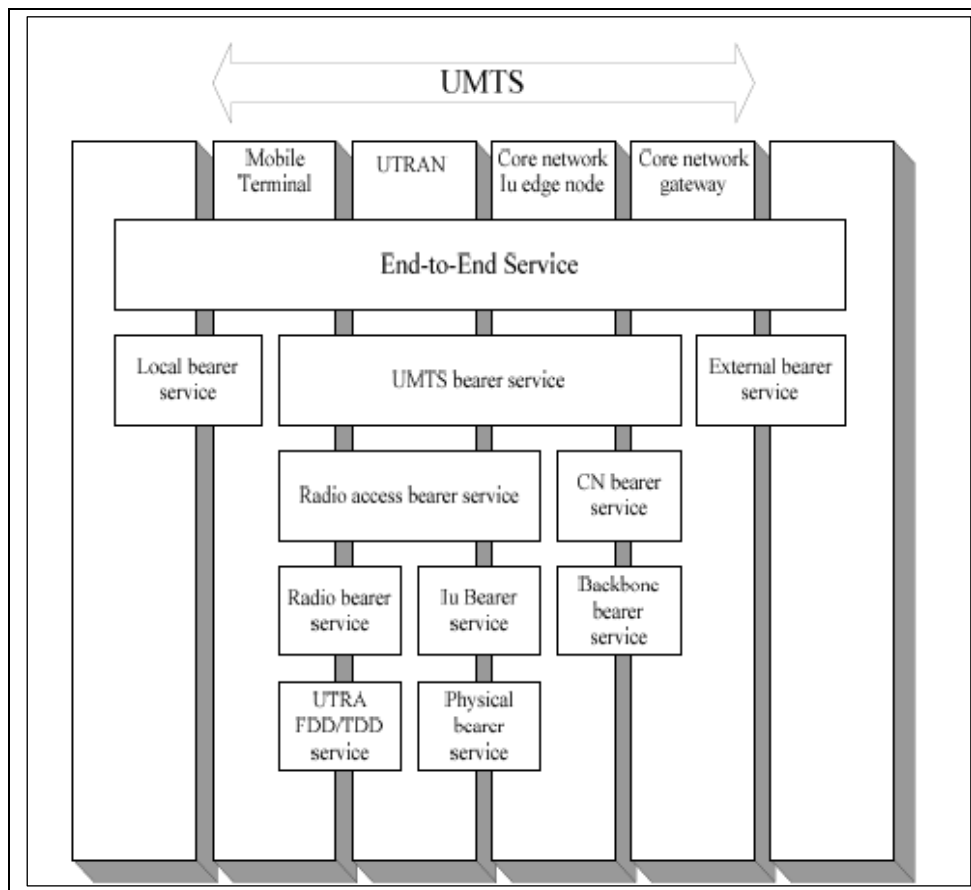 UMTS
Mobile
Terminal
UTRAN
Core network
Iu edge node
Core network
gateway
End-to-End Service
Local bearer
service
UMTS bearer service
External bearer
service
Radio access bearer service
CN bearer
service
Radio bearer
service
Iu Bearer
service
Backbone
bearer
service
UTRA
FDD/TDD
service
Physical
bearer
service